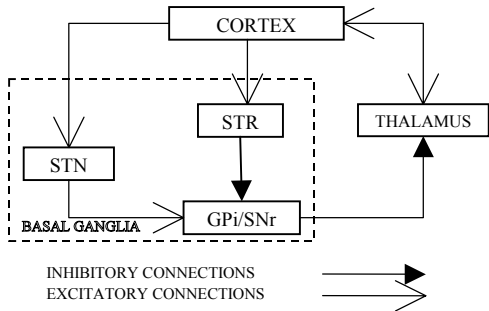 CORTEX
STR
THALAMUS
STN
GPi/SNr
BASAL GANGLIA
INHIBITORY CONNECTIONS
EXCITATORY CONNECTIONS